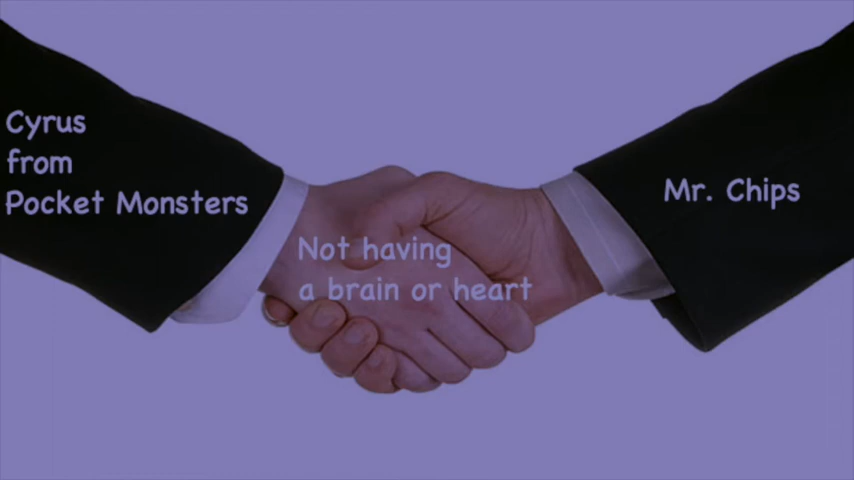 Cyrus
from
Pocket Monsters
Mr. Chips
Not having
a brain or heart